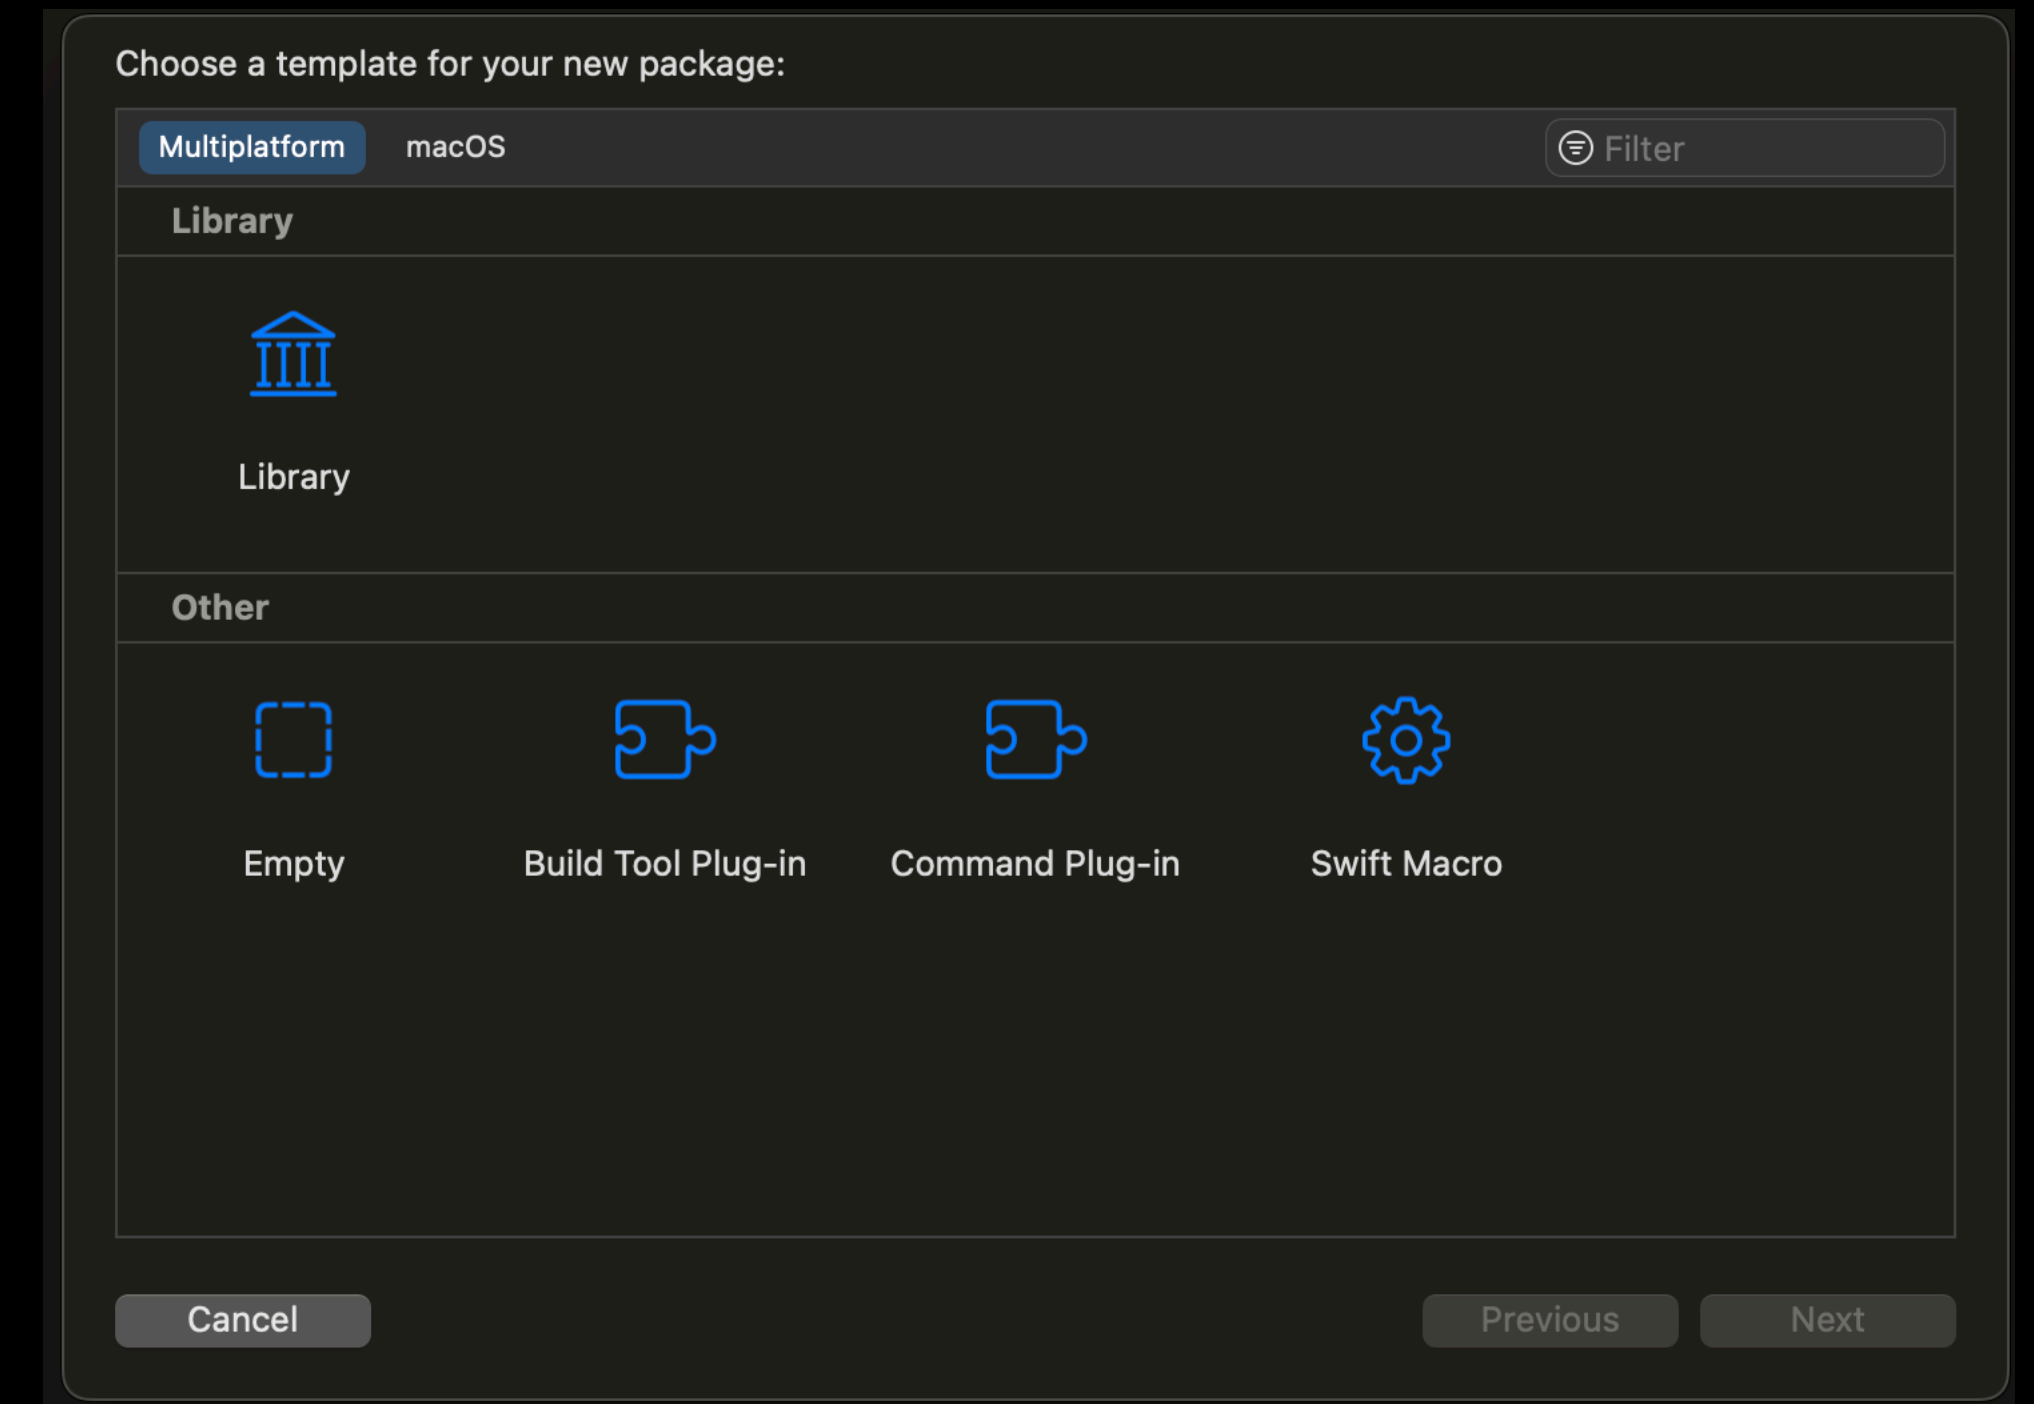 Choose a template for your new package:
Multiplatform macOS Filter
Library
Library
Other
Empty Build Tool Plug-in Command Plug-in Swift Macro
Cancel Previous Next